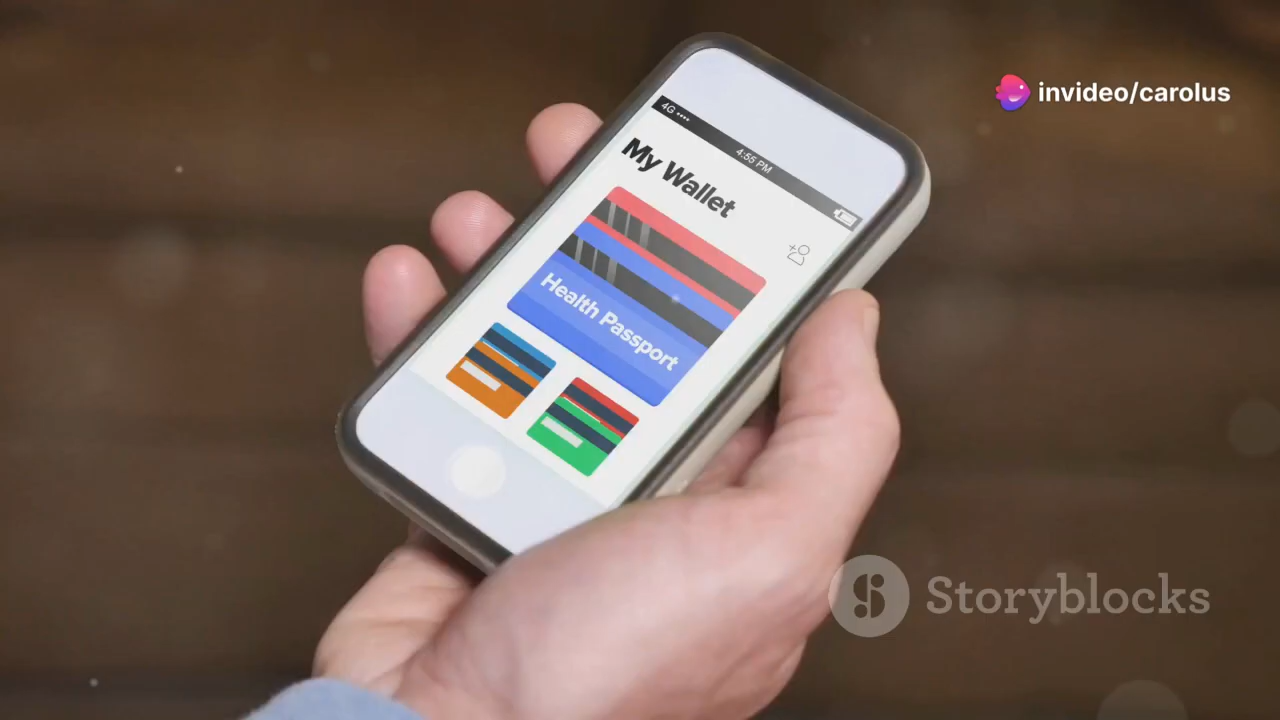 invideo/carolus
4G
4:55 PM
My Wallet
Health Passport
Storyblocks